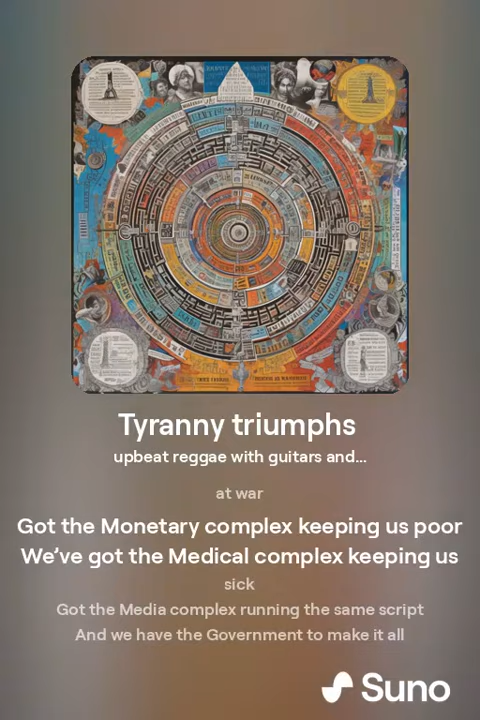 Tyranny triumphs
upbeat reggae with guitars and...
at war
Got the Monetary complex keeping us poor
We've got the Medical complex keeping us
sick
Got the Media complex running the same script
And we have the Government to make it all
Suno